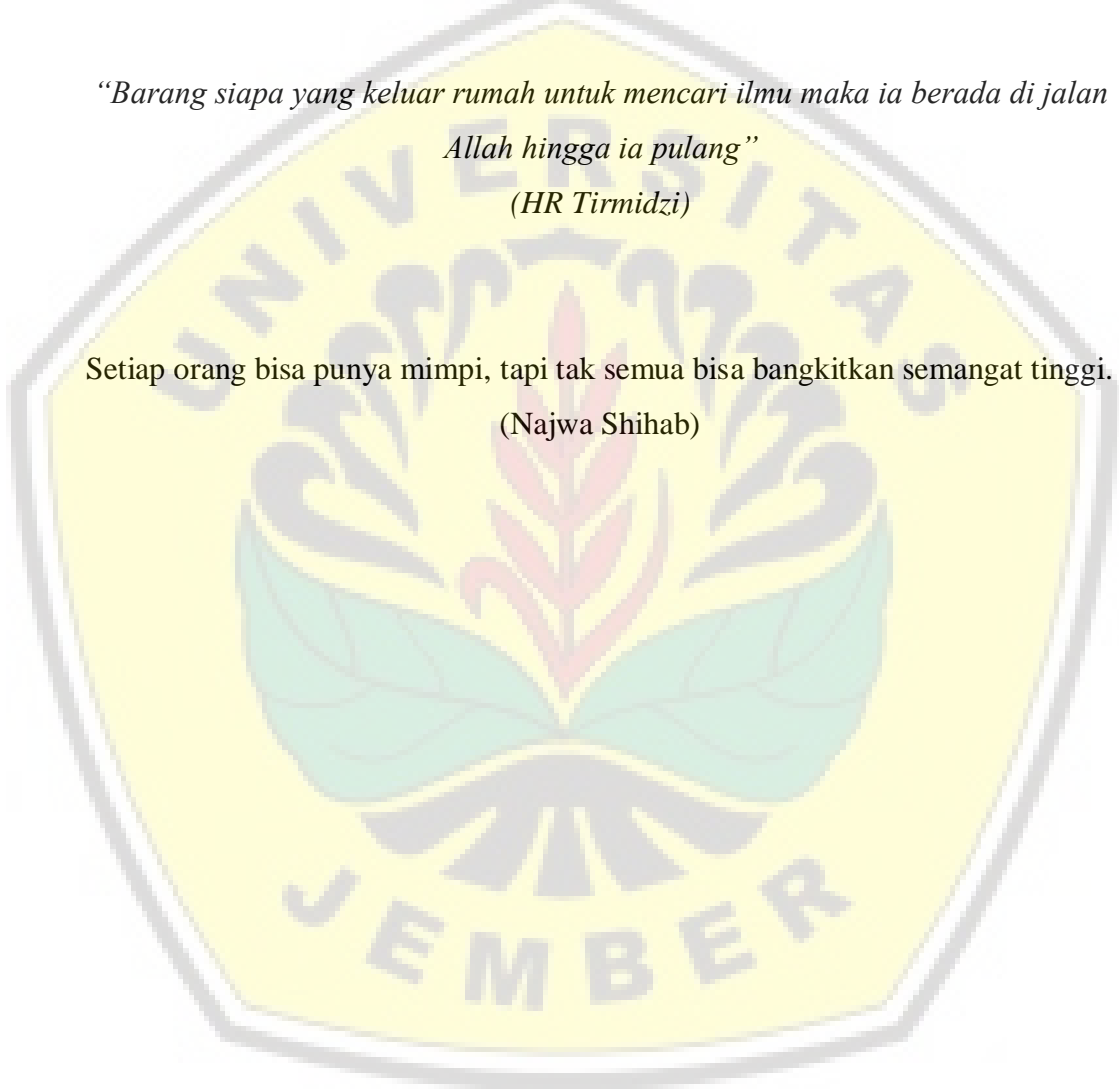 “Barang siapa yang keluar rumah untuk mencari ilmu maka ia berada di jalan
Allah hingga ia pulang”
(HR Tirmidzi)
Setiap orang bisa punya mimpi, tapi tak semua bisa bangkitkan semangat tinggi.
(Najwa Shihab)
UNIVERSITAS
JEMBER